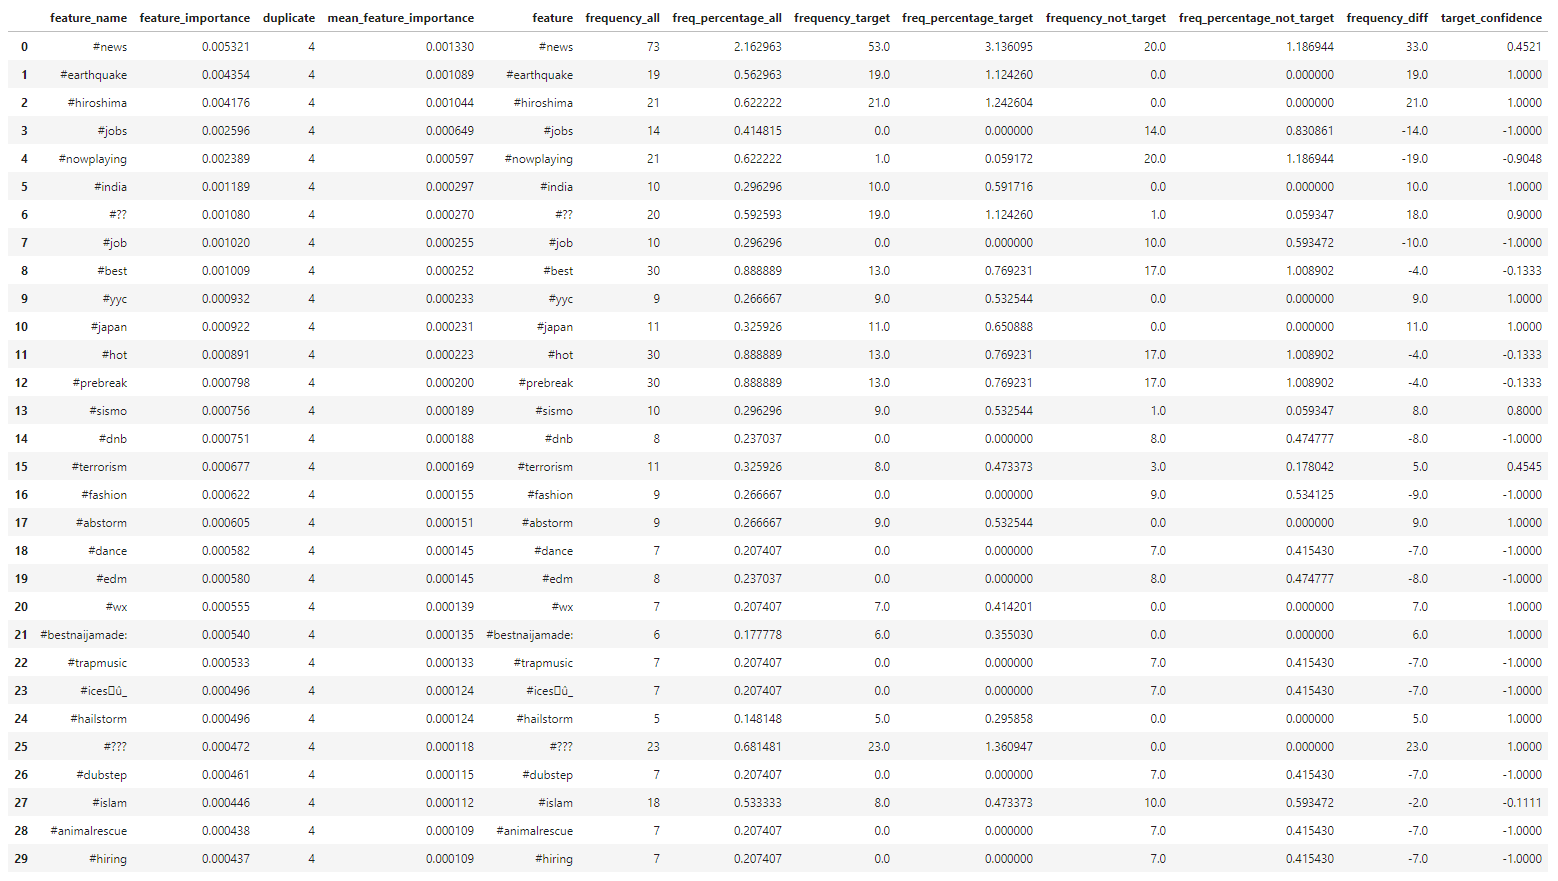 feature_name feature_importance duplicate mean_feature_importance feature frequency_all freq_percentage_all frequency_target freq_percentage_target frequency_not_target freq_percentage_not_target frequency_diff target_confidence
0 #news 0.005321 4 0.001330 #news 73 2.162963 53.0 3.136095 20.0 1.186944 33.0 0.4521
1 #earthquake 0.004354 4 0.001089 #earthquake 19 0.562963 19.0 1.124260 0.0 0.000000 19.0 1.0000
2 #hiroshima 0.004176 4 0.001044 #hiroshima 21 0.622222 21.0 1.242604 0.0 0.000000 21.0 1.0000
3 #jobs 0.002596 4 0.000649 #jobs 14 0.414815 0.0 0.000000 14.0 0.830861 -14.0 -1.0000
4 #nowplaying 0.002389 4 0.000597 #nowplaying 21 0.622222 1.0 0.059172 20.0 1.186944 -19.0 -0.9048
5 #india 0.001189 4 0.000297 #india 10 0.296296 10.0 0.591716 0.0 0.000000 10.0 1.0000
6 #?? 0.001080 4 0.000270 #?? 20 0.592593 19.0 1.124260 1.0 0.059347 18.0 0.9000
7 #job 0.001020 4 0.000255 #job 10 0.296296 0.0 0.000000 10.0 0.593472 -10.0 -1.0000
8 #best 0.001009 4 0.000252 #best 30 0.888889 13.0 0.769231 17.0 1.008902 -4.0 -0.1333
9 #yyc 0.000932 4 0.000233 #yyc 9 0.266667 9.0 0.532544 0.0 0.000000 9.0 1.0000
10 #japan 0.000922 4 0.000231 #japan 11 0.325926 11.0 0.650888 0.0 0.000000 11.0 1.0000
11 #hot 0.000891 4 0.000223 #hot 30 0.888889 13.0 0.769231 17.0 1.008902 -4.0 -0.1333
12 #prebreak 0.000798 4 0.000200 #prebreak 30 0.888889 13.0 0.769231 17.0 1.008902 -4.0 -0.1333
13 #sismo 0.000756 4 0.000189 #sismo 10 0.296296 9.0 0.532544 1.0 0.059347 8.0 0.8000
14 #dnb 0.000751 4 0.000188 #dnb 8 0.237037 0.0 0.000000 8.0 0.474777 -8.0 -1.0000
15 #terrorism 0.000677 4 0.000169 #terrorism 11 0.325926 8.0 0.473373 3.0 0.178042 5.0 0.4545
16 #fashion 0.000622 4 0.000155 #fashion 9 0.266667 0.0 0.000000 9.0 0.534125 -9.0 -1.0000
17 #abstorm 0.000605 4 0.000151 #abstorm 9 0.266667 9.0 0.532544 0.0 0.000000 9.0 1.0000
18 #dance 0.000582 4 0.000145 #dance 7 0.207407 0.0 0.000000 7.0 0.415430 -7.0 -1.0000
19 #edm 0.000580 4 0.000145 #edm 8 0.237037 0.0 0.000000 8.0 0.474777 -8.0 -1.0000
20 #wx 0.000555 4 0.000139 #wx 7 0.207407 7.0 0.414201 0.0 0.000000 7.0 1.0000
21 #bestnaijamade: 0.000540 4 0.000135 #bestnaijamade: 6 0.177778 6.0 0.355030 0.0 0.000000 6.0 1.0000
22 #trapmusic 0.000533 4 0.000133 #trapmusic 7 0.207407 0.0 0.000000 7.0 0.415430 -7.0 -1.0000
23 #ices▯û_ 0.000496 4 0.000124 #ices▯û_ 7 0.207407 0.0 0.000000 7.0 0.415430 -7.0 -1.0000
24 #hailstorm 0.000496 4 0.000124 #hailstorm 5 0.148148 5.0 0.295858 0.0 0.000000 5.0 1.0000
25 #??? 0.000472 4 0.000118 #??? 23 0.681481 23.0 1.360947 0.0 0.000000 23.0 1.0000
26 #dubstep 0.000461 4 0.000115 #dubstep 7 0.207407 0.0 0.000000 7.0 0.415430 -7.0 -1.0000
27 #islam 0.000446 4 0.000112 #islam 18 0.533333 8.0 0.473373 10.0 0.593472 -2.0 -0.1111
28 #animalrescue 0.000438 4 0.000109 #animalrescue 7 0.207407 0.0 0.000000 7.0 0.415430 -7.0 -1.0000
29 #hiring 0.000437 4 0.000109 #hiring 7 0.207407 0.0 0.000000 7.0 0.415430 -7.0 -1.0000